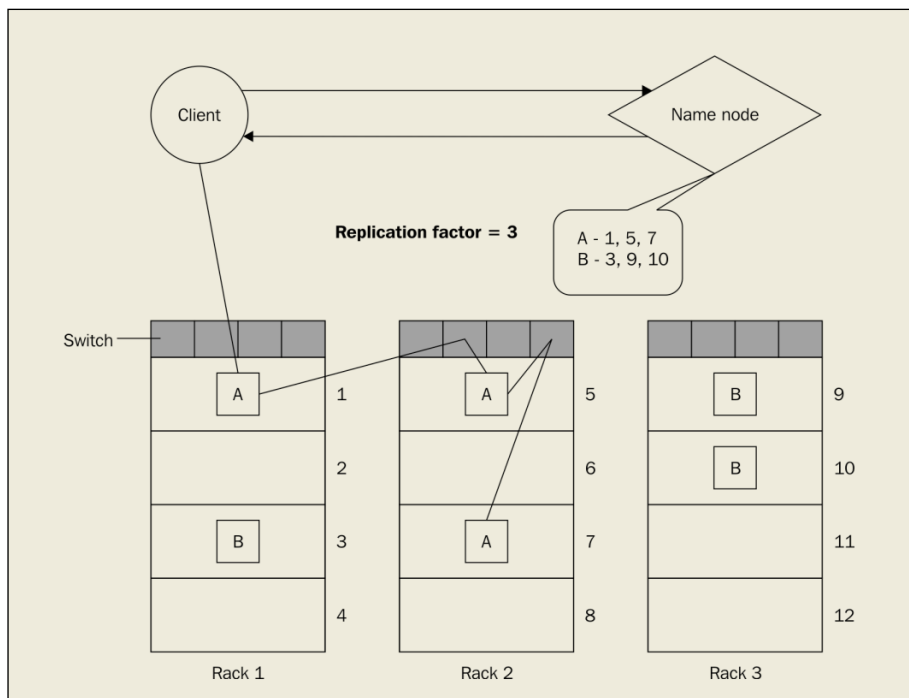 Client
Name node
Replication factor = 3
A - 1, 5, 7
B - 3, 9, 10
Switch
A
1
A
5
B
9
2
6
B
10
B
3
A
7
11
4
8
12
Rack 1
Rack 2
Rack 3